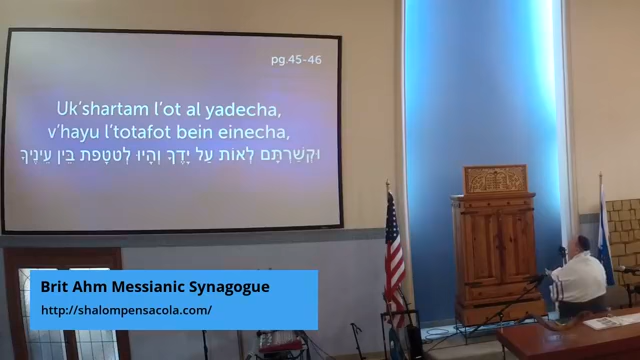 pg.45-46
Uk'shartam l'ot al yadecha,
v'hayu l'totafot bein einecha,
וּקְשַׁרְתָּם לְאוֹת עַל יָדֶךָ וְהָיוּ לְטֹטָפֹת בֵּין עֵינֶיךָ
Brit Ahm Messianic Synagogue
http://shalompensacola.com/